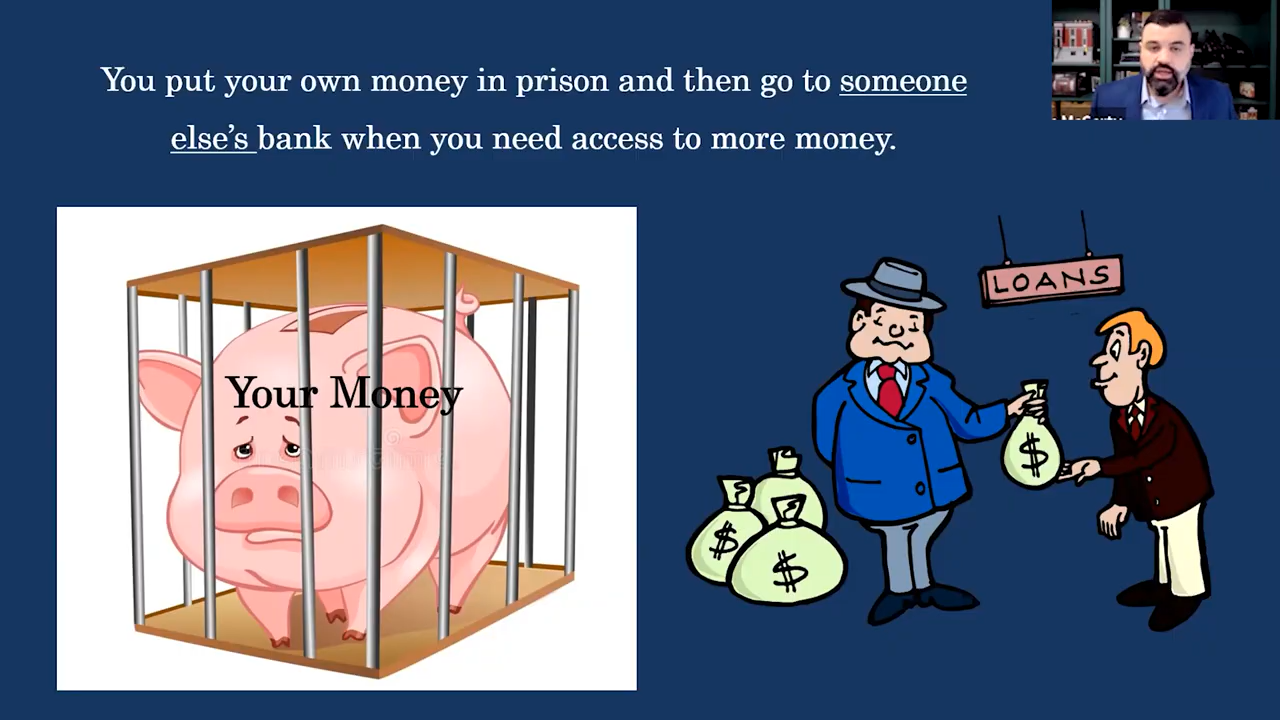 You put your own money in prison and then go to someone
else’s bank when you need access to more money.
LOANS
Your Money
$
$
$